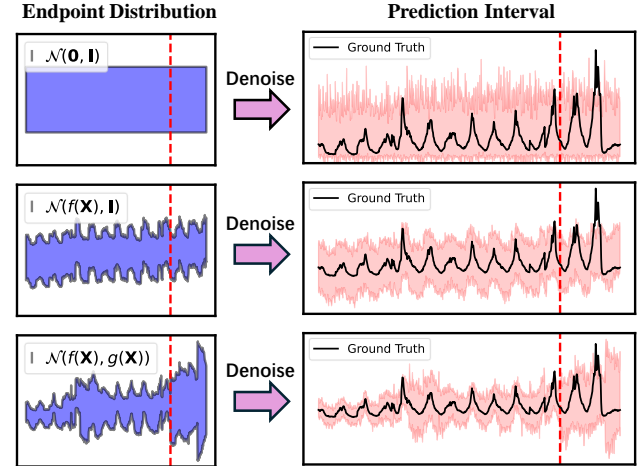 Endpoint Distribution
Prediction Interval
𝒩(𝟎, 𝐈)
Denoise
Ground Truth
𝒩(f(𝐗), 𝐈)
Denoise
Ground Truth
𝒩(f(𝐗), g(𝐗))
Denoise
Ground Truth